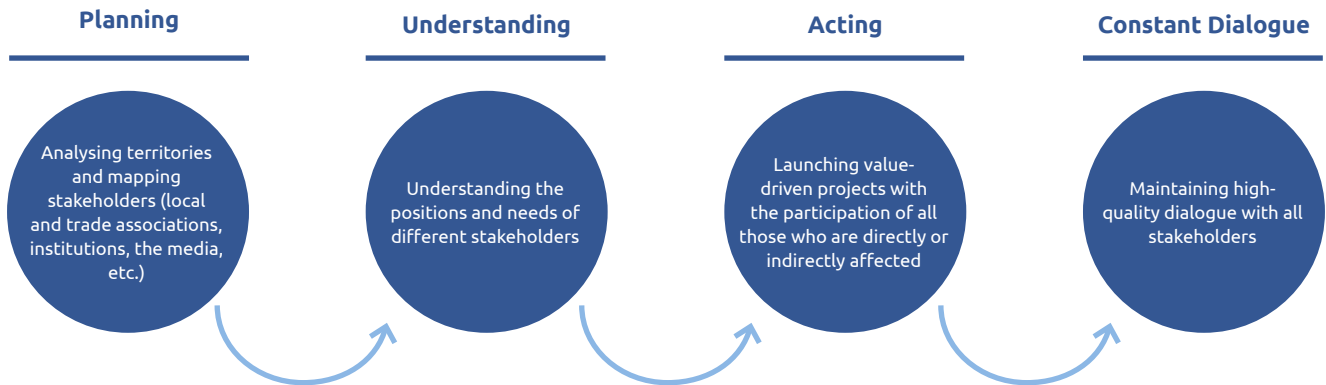 Planning
Analysing territories
and mapping
stakeholders (local
and trade associations,
institutions, the media,
etc.)
Understanding
Understanding the
positions and needs of
different stakeholders
Acting
Launching value-
driven projects with
the participation of all
those who are directly or
indirectly affected
Constant Dialogue
Maintaining high-
quality dialogue with all
stakeholders